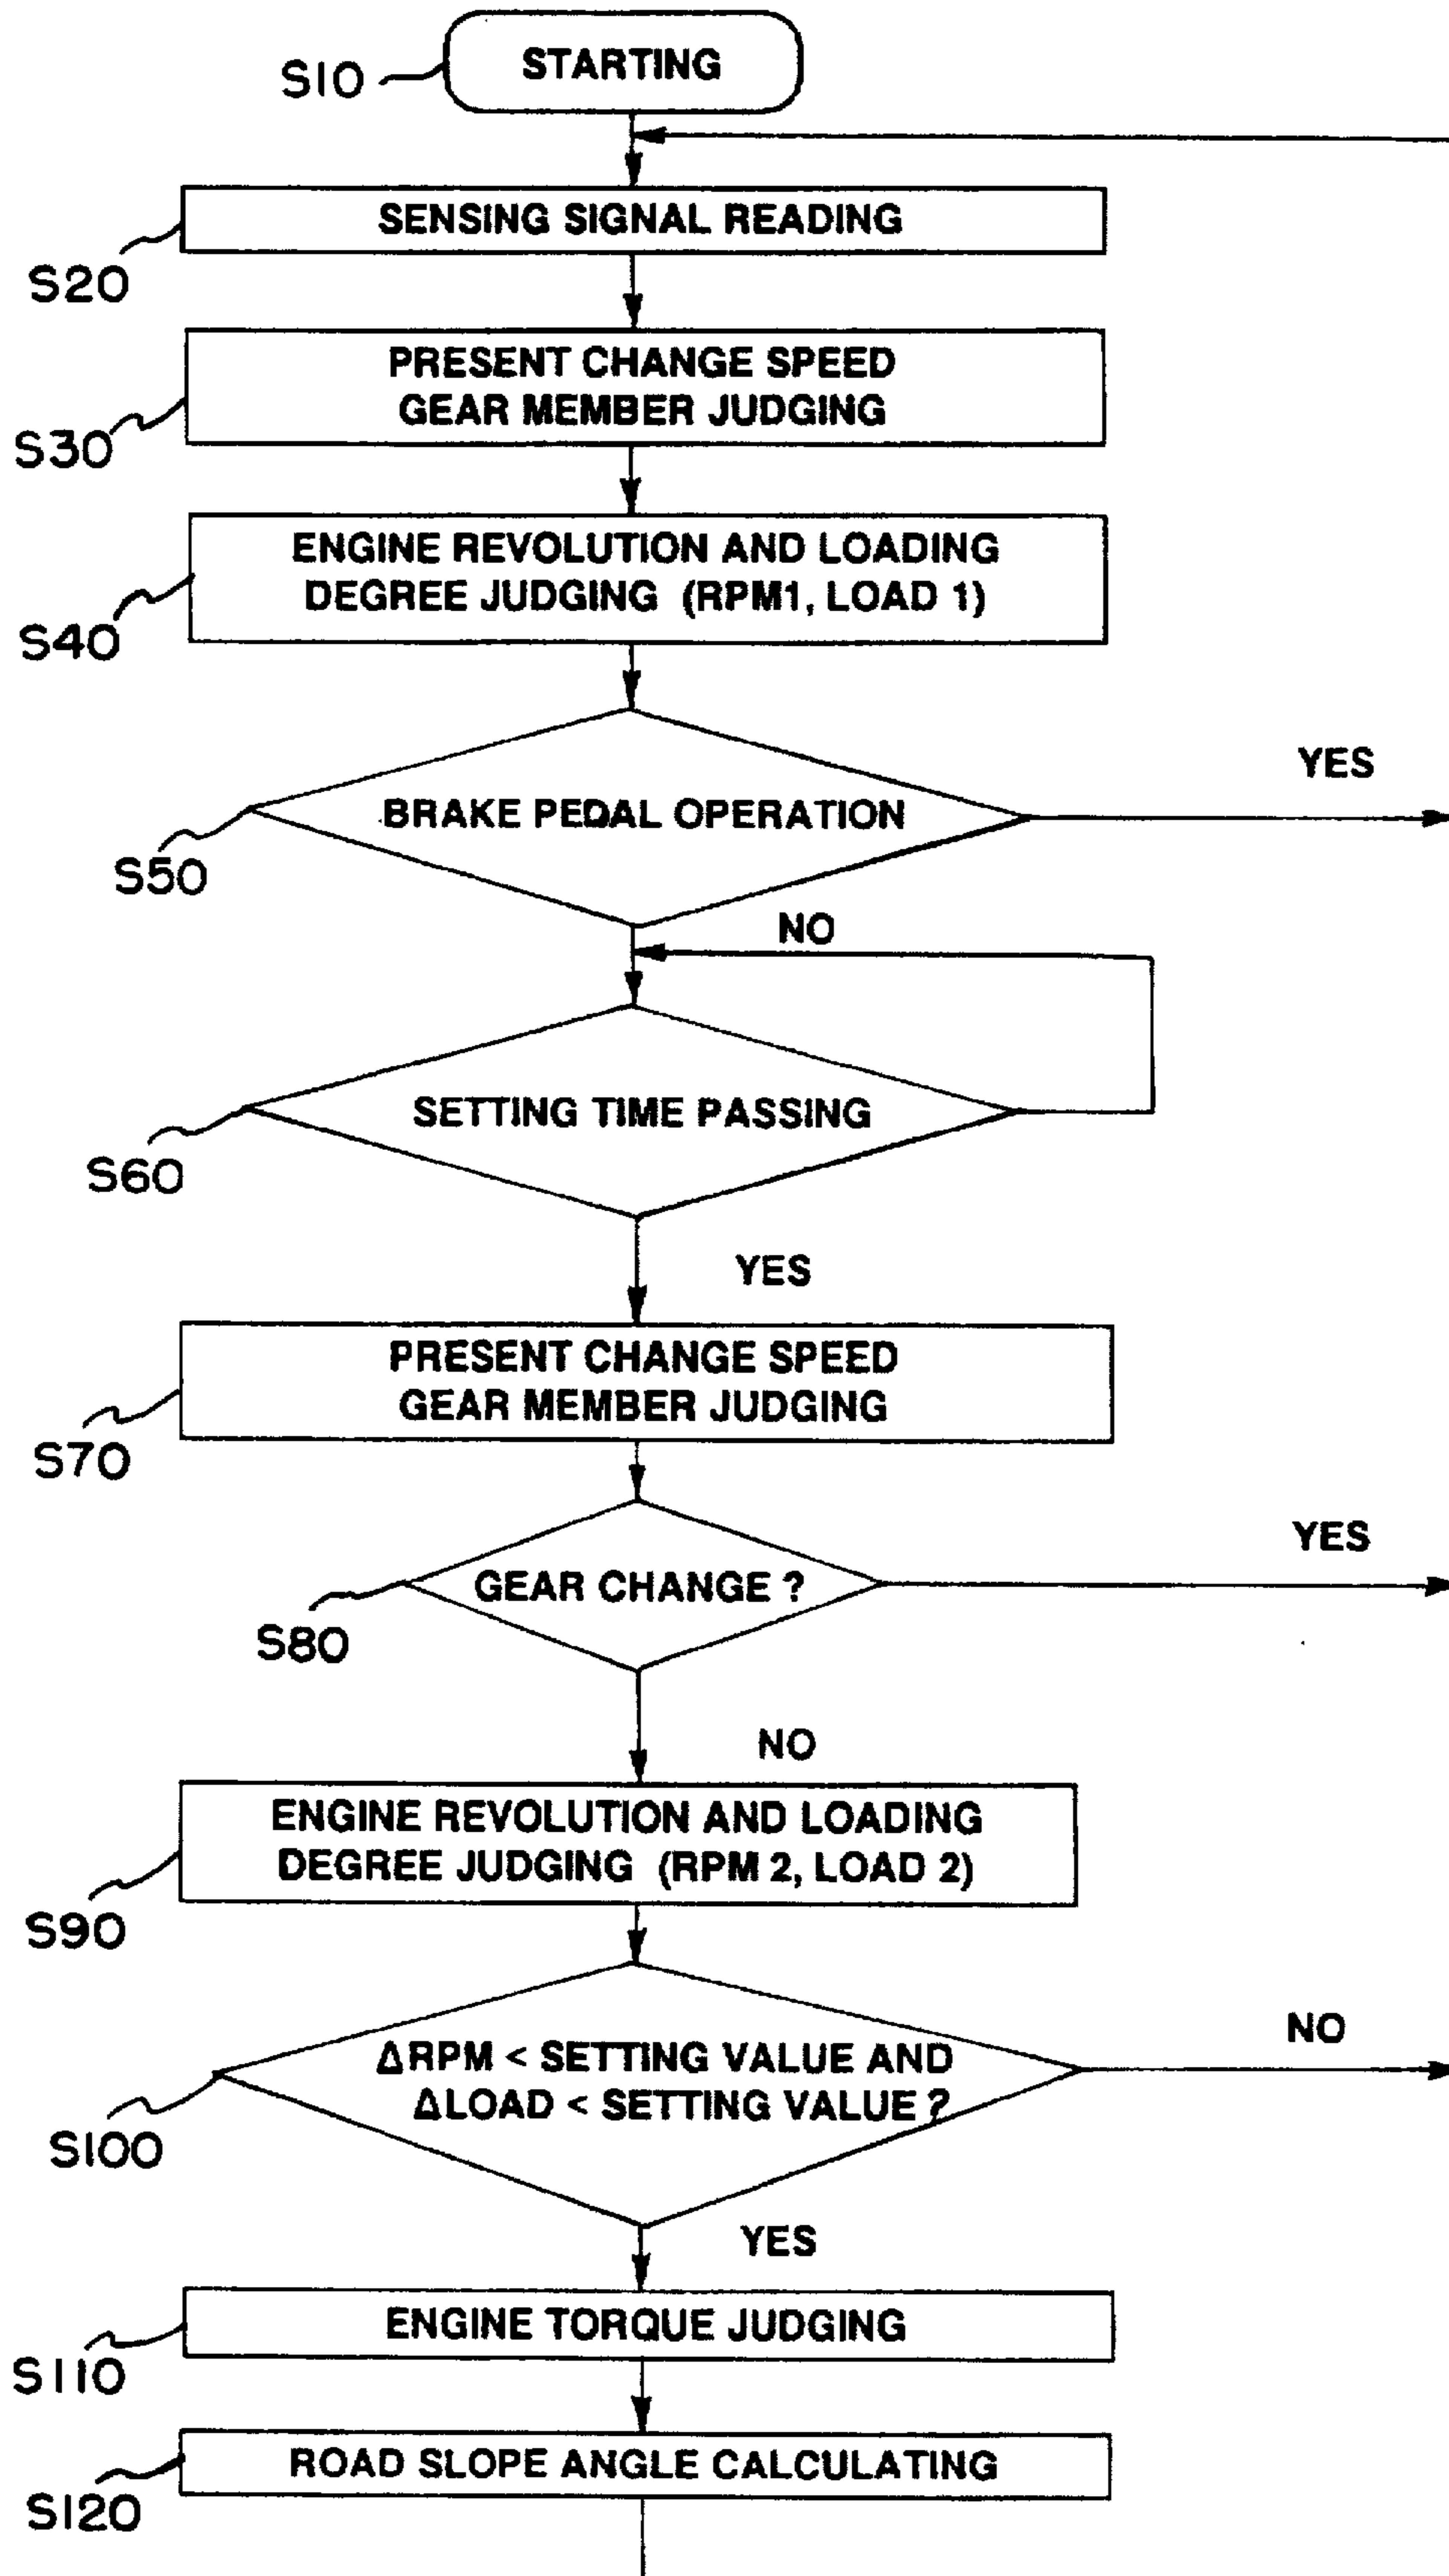 S10
STARTING
SENSING SIGNAL READING
S20
PRESENT CHANGE SPEED
GEAR MEMBER JUDGING
S30
ENGINE REVOLUTION AND LOADING
DEGREE JUDGING (RPM1, LOAD 1)
S40
YES
BRAKE PEDAL OPERATION
S50
NO
SETTING TIME PASSING
S60
YES
PRESENT CHANGE SPEED
GEAR MEMBER JUDGING
S70
YES
GEAR CHANGE ?
S80
NO
ENGINE REVOLUTION AND LOADING
DEGREE JUDGING (RPM 2, LOAD 2)
S90
NO
ΔRPM < SETTING VALUE AND
ΔLOAD < SETTING VALUE ?
S100
YES
ENGINE TORQUE JUDGING
S110
ROAD SLOPE ANGLE CALCULATING
S120